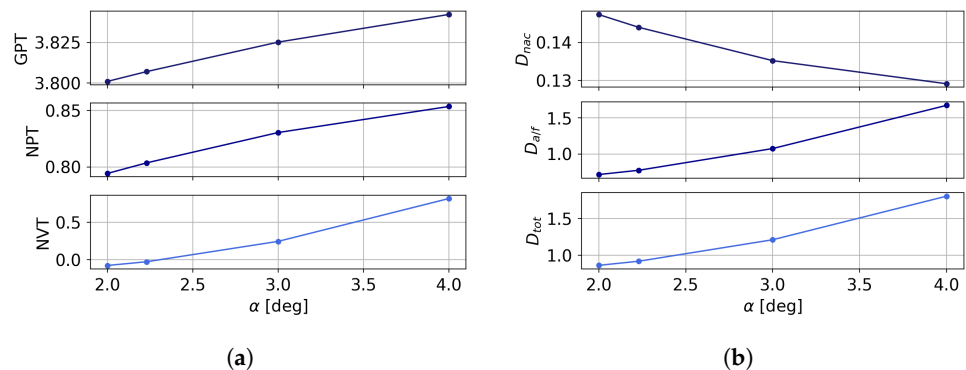 GPT
3.825
3.800
NPT
0.85
0.80
NVT
0.5
0.0
2.0 2.5 3.0 3.5 4.0
α [deg]
(a)
D_nac
0.14
0.13
D_a/f
1.5
1.0
D_tot
1.5
1.0
2.0 2.5 3.0 3.5 4.0
α [deg]
(b)